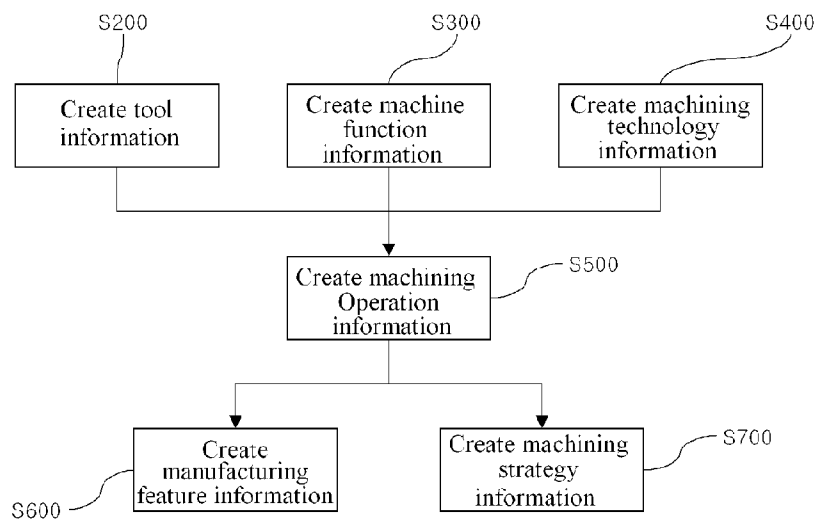 S200
S300
S400
Create tool
information
Create machine
function
information
Create machining
technology
information
Create machining
Operation
information
S500
Create
manufacturing
feature information
S600
Create machining
strategy
information
S700